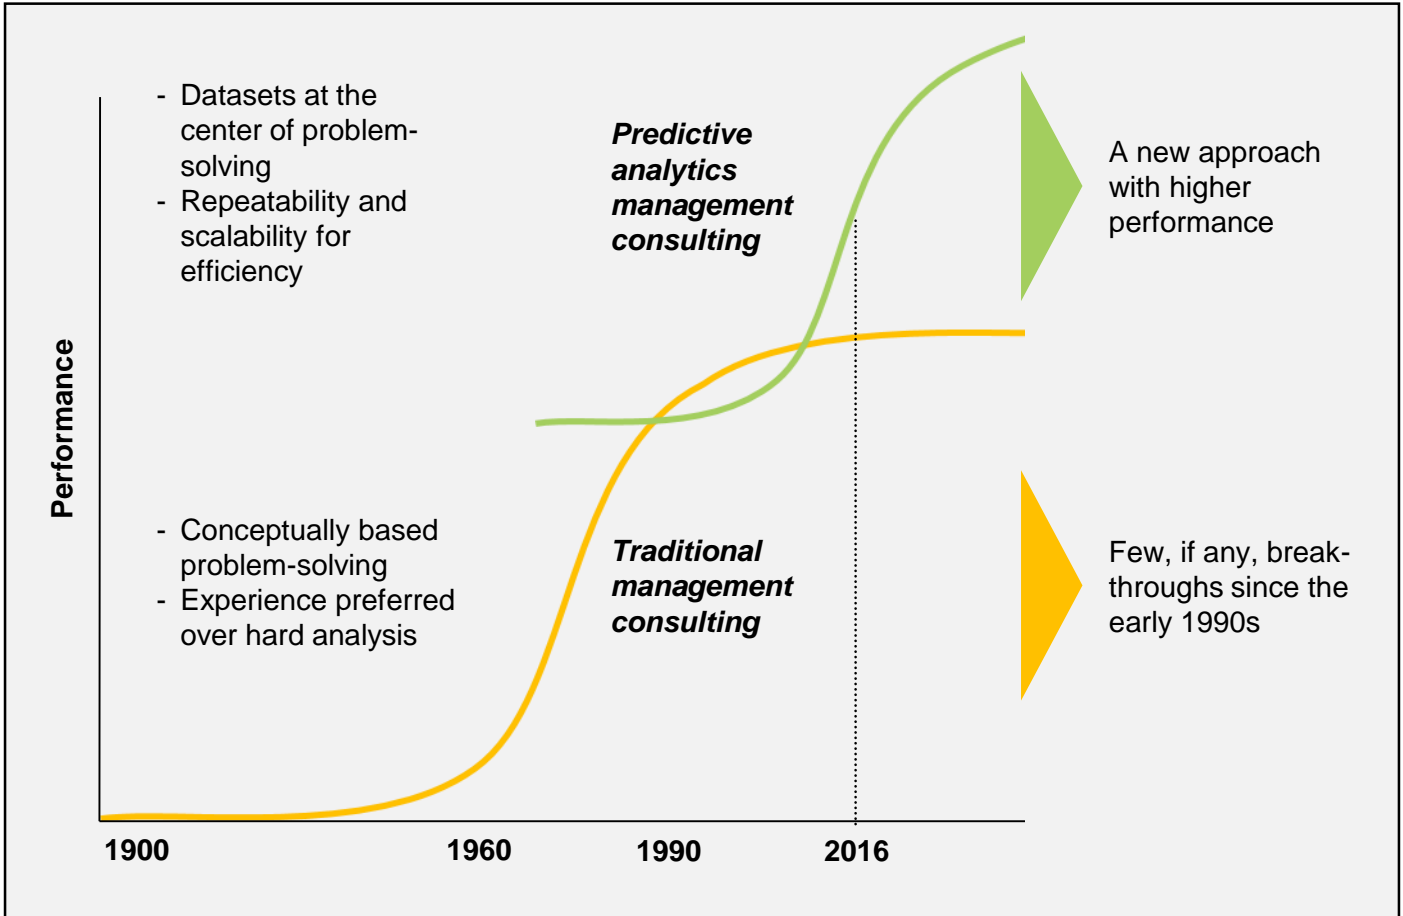 - Datasets at the
center of problem-
solving
- Repeatability and
scalability for
efficiency
Predictive
analytics
management
consulting
A new approach
with higher
performance
Performance
- Conceptually based
problem-solving
- Experience preferred
over hard analysis
Traditional
management
consulting
Few, if any, break-
throughs since the
early 1990s
1900
1960
1990
2016